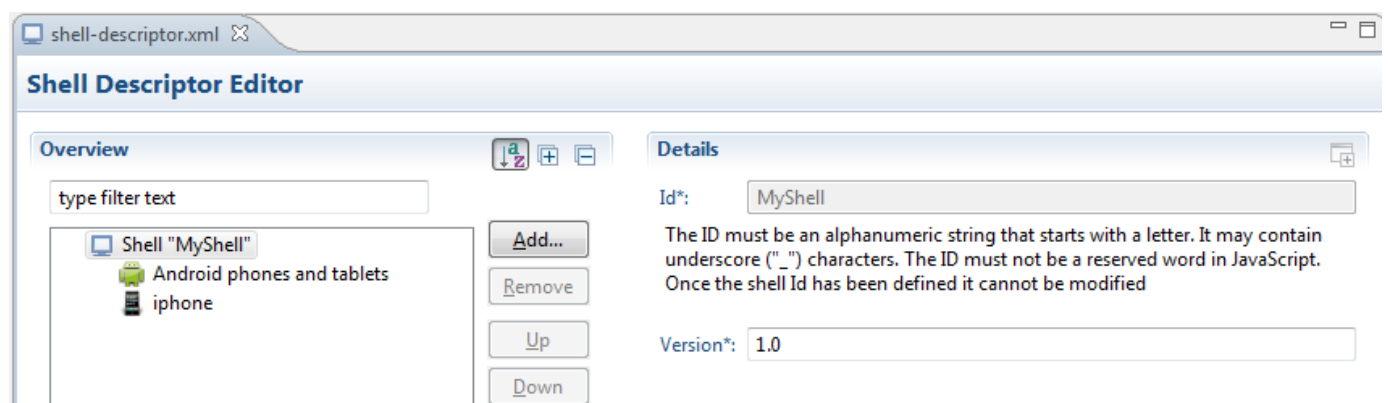 shell-descriptor.xml
Shell Descriptor Editor
Overview
a
z
type filter text
Shell "MyShell"
Android phones and tablets
iphone
Add...
Remove
Up
Down
Details
Id*:
MyShell
The ID must be an alphanumeric string that starts with a letter. It may contain
underscore ("_") characters. The ID must not be a reserved word in JavaScript.
Once the shell Id has been defined it cannot be modified
Version*:
1.0